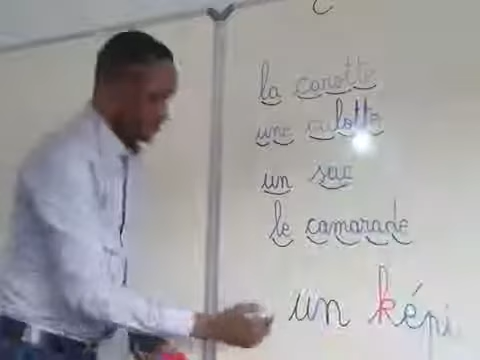 C
la carotte
une culotte
un sac
le camarade
un képi